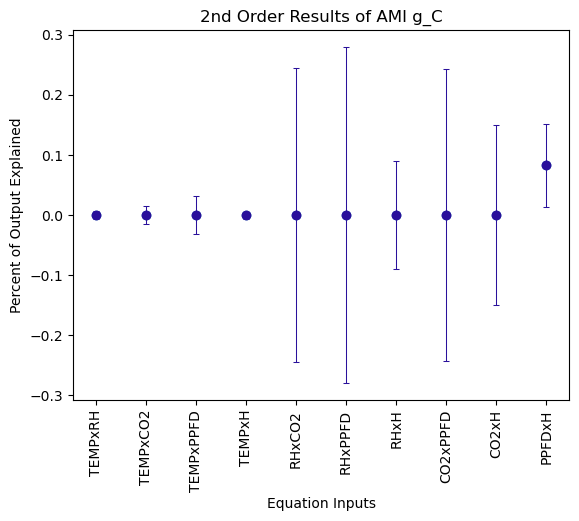 2nd Order Results of AMI g_C
Percent of Output Explained
0.3
0.2
0.1
0.0
−0.1
−0.2
−0.3
TEMPxRH
TEMPxCO2
TEMPxPPFD
TEMPxH
RHxCO2
RHxPPFD
RHxH
CO2xPPFD
CO2xH
PPFDxH
Equation Inputs